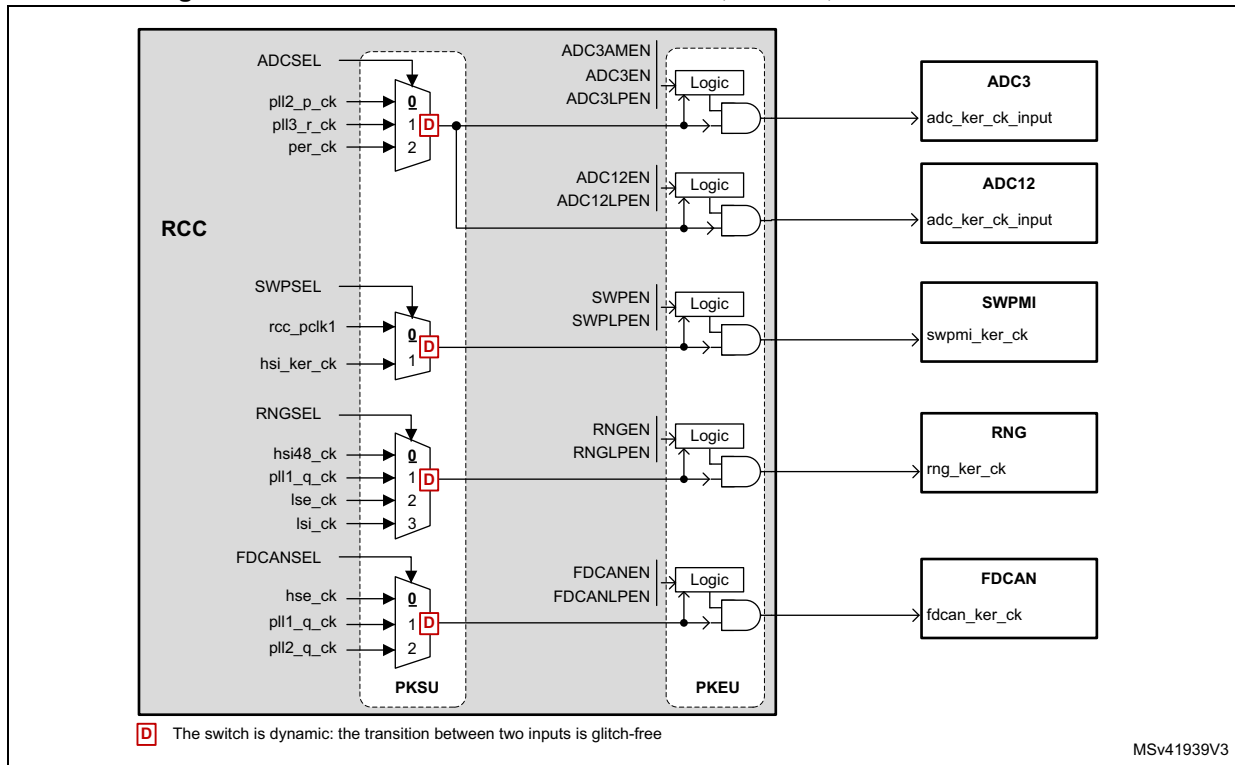 ADCSEL
pll2_p_ck
pll3_r_ck
per_ck
0
1 D
2
ADC3AMEN
ADC3EN
ADC3LPEN
Logic
ADC3
adc_ker_ck_input
ADC12EN
ADC12LPEN
Logic
ADC12
adc_ker_ck_input
RCC
SWPSEL
rcc_pclk1
hsi_ker_ck
0
D
1
SWPEN
SWPLPEN
Logic
SWPMI
swpmi_ker_ck
RNGSEL
hsi48_ck
pll1_q_ck
lse_ck
lsi_ck
0
1 D
2
3
RNGEN
RNGLPEN
Logic
RNG
rng_ker_ck
FDCANSEL
hse_ck
pll1_q_ck
pll2_q_ck
0
1 D
2
FDCANEN
FDCANLPEN
Logic
FDCAN
fdcan_ker_ck
PKSU
PKEU
D The switch is dynamic: the transition between two inputs is glitch-free
MSv41939V3